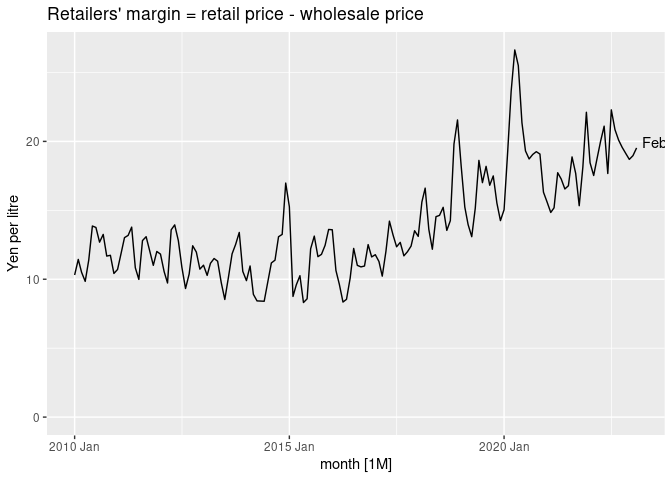 Retailers' margin = retail price - wholesale price
Yen per litre
20
10
0
Feb
2010 Jan
2015 Jan
2020 Jan
month [1M]